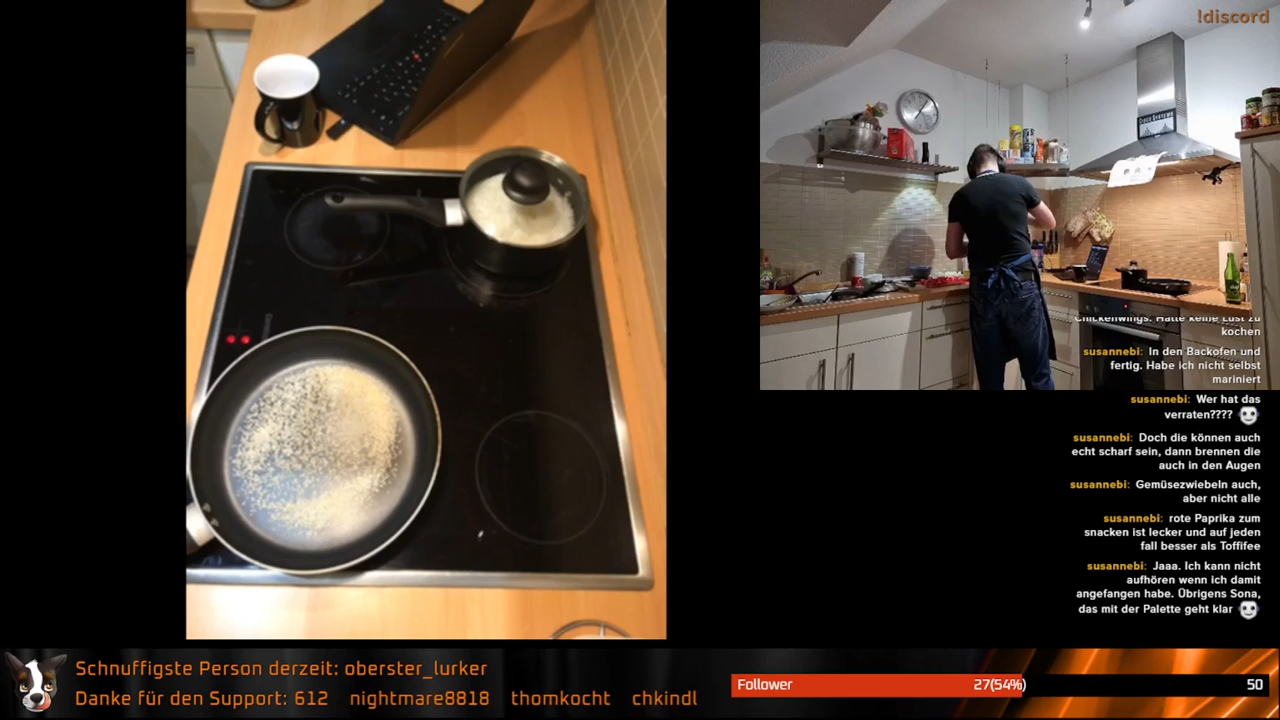 !discord
Chickenwings. Hatte keine Lust zu
kochen
susannebi: In den Backofen und
fertig. Habe ich nicht selbst
mariniert
susannebi: Wer hat das
verraten????
susannebi: Doch die können auch
echt scharf sein, dann brennen die
auch in den Augen
susannebi: Gemüsezwiebeln auch,
aber nicht alle
susannebi: rote Paprika zum
snacken ist lecker und auf jeden
fall besser als Toffifee
susannebi: Jaaa. Ich kann nicht
aufhören wenn ich damit
angefangen habe. Übrigens Sona,
das mit der Palette geht klar
Schnuffigste Person derzeit: oberster_lurker
Danke für den Support: 612 nightmare8818 thomkocht chkindl
Follower 27(54%) 50